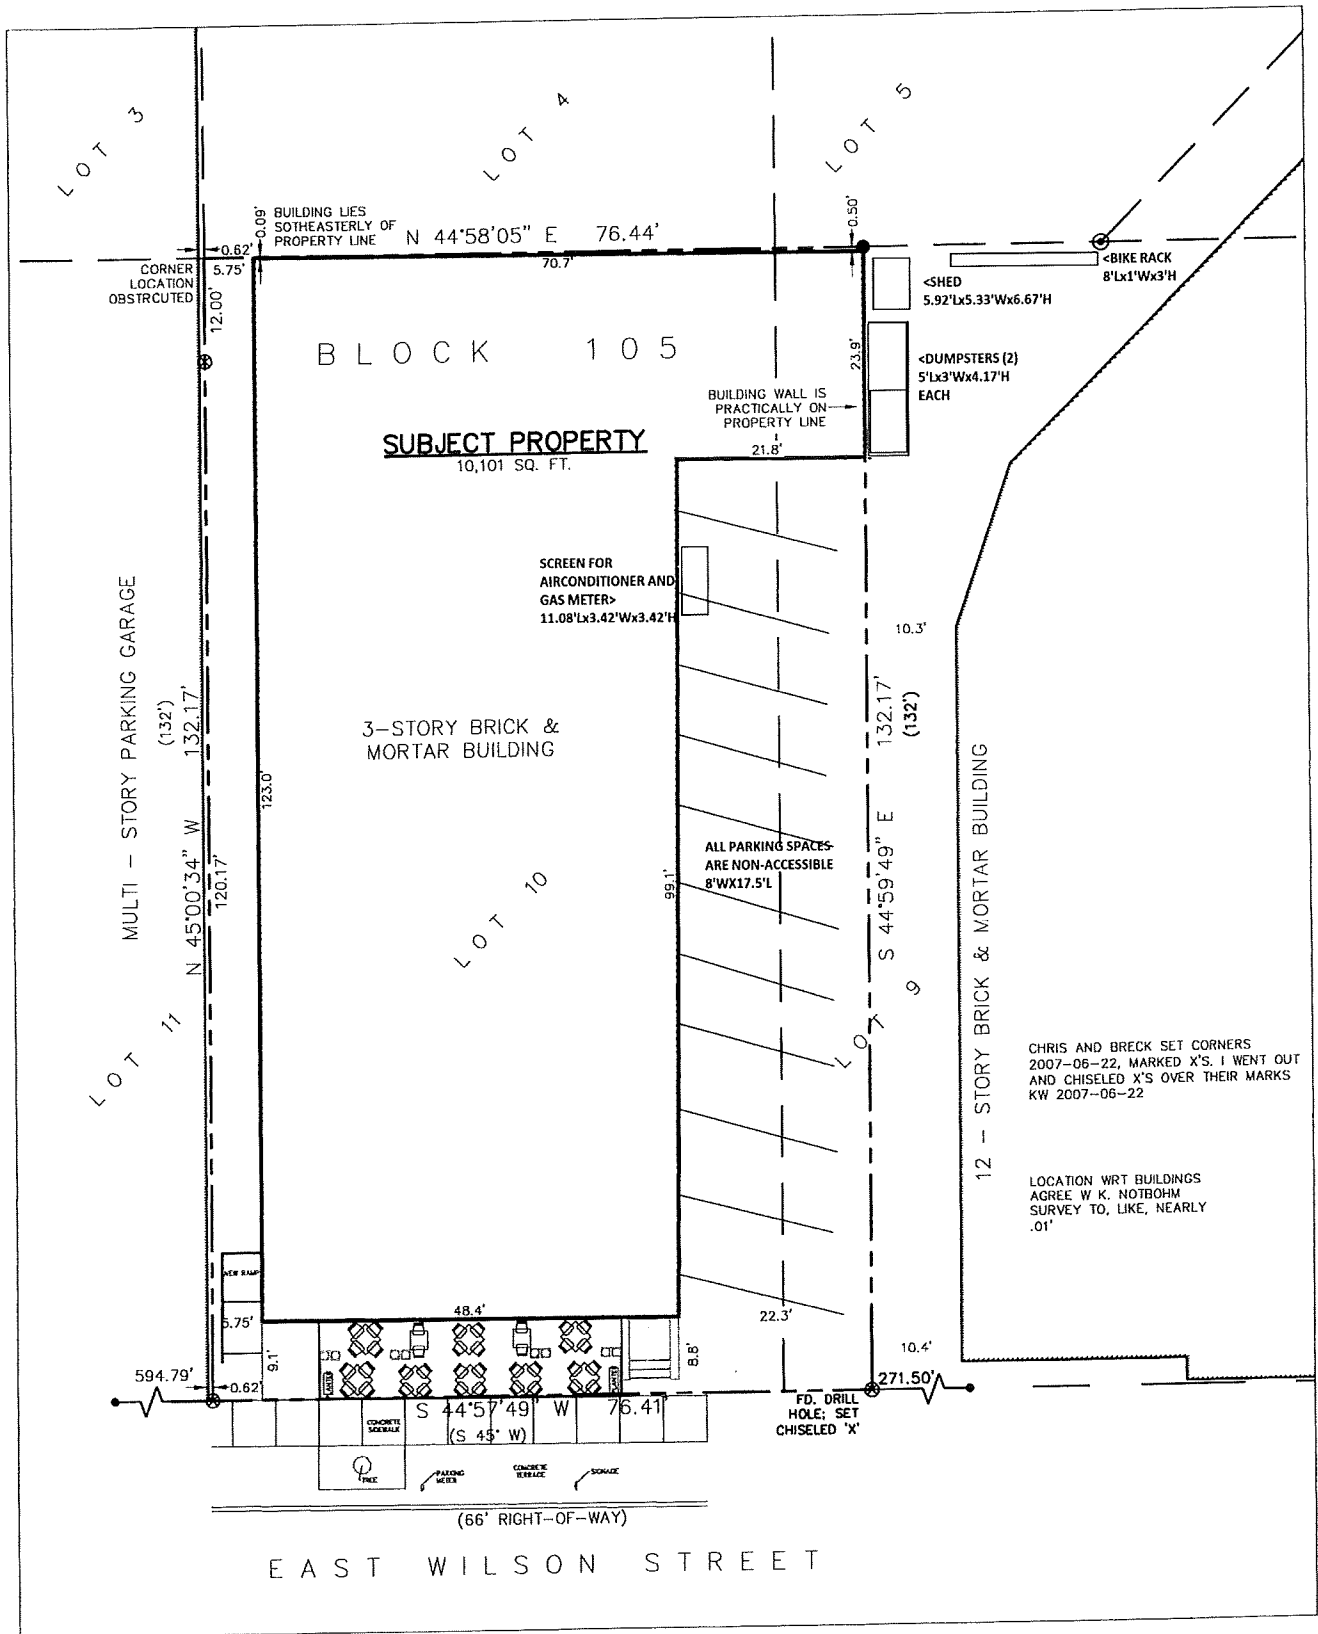 LOT 3
LOT 4
LOT 5
0.09'
BUILDING LIES
SOTHEASTERLY OF
PROPERTY LINE
N 44°58'05" E 76.44'
0.50'
0.62'
5.75'
70.7'
CORNER
LOCATION
OBSTRCUTED
12.00'
<BIKE RACK
8'Lx1'Wx3'H
<SHED
5.92'Lx5.33'Wx6.67'H
BLOCK 105
23.9'
<DUMPSTERS (2)
5'Lx3'Wx4.17'H
EACH
BUILDING WALL IS
PRACTICALLY ON
PROPERTY LINE
SUBJECT PROPERTY
10,101 SQ. FT.
21.8'
SCREEN FOR
AIRCONDITIONER AND
GAS METER>
11.08'Lx3.42'Wx3.42'H
10.3'
MULTI - STORY PARKING GARAGE
(132')
N 45°00'34" W 132.17'
120.17'
123.0'
3-STORY BRICK &
MORTAR BUILDING
99.1'
ALL PARKING SPACES
ARE NON-ACCESSIBLE
8'WX17.5'L
S 44°59'49" E 132.17'
(132')
12 - STORY BRICK & MORTAR BUILDING
LOT 10
LOT 9
LOT 11
CHRIS AND BRECK SET CORNERS
2007-06-22, MARKED X'S. I WENT OUT
AND CHISELED X'S OVER THEIR MARKS
KW 2007-06-22
LOCATION WRT BUILDINGS
AGREE W K. NOTBOHM
SURVEY TO, LIKE, NEARLY
.01'
NEW RAMP
5.75'
48.4'
22.3'
9.1'
8.8'
10.4'
PLANTER
PLANTER
594.79'
0.62'
271.50'
S 44°57'49" W 76.41'
(S 45° W)
FD. DRILL
HOLE; SET
CHISELED 'X'
CONCRETE
SIDEWALK
TREE
PARKING
METER
CONCRETE
TERRACE
SIGNAGE
(66' RIGHT-OF-WAY)
EAST WILSON STREET